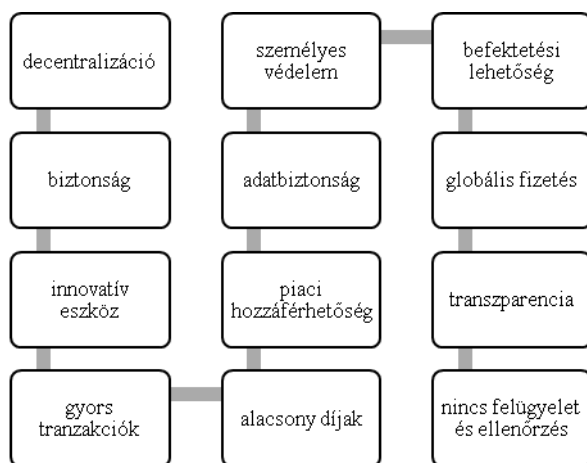 decentralizáció
biztonság
innovatív
eszköz
gyors
tranzakciók
alacsony díjak
piaci
hozzáférhetőség
adatbiztonság
személyes
védelem
befektetési
lehetőség
globális fizetés
transzparencia
nincs felügyelet
és ellenőrzés